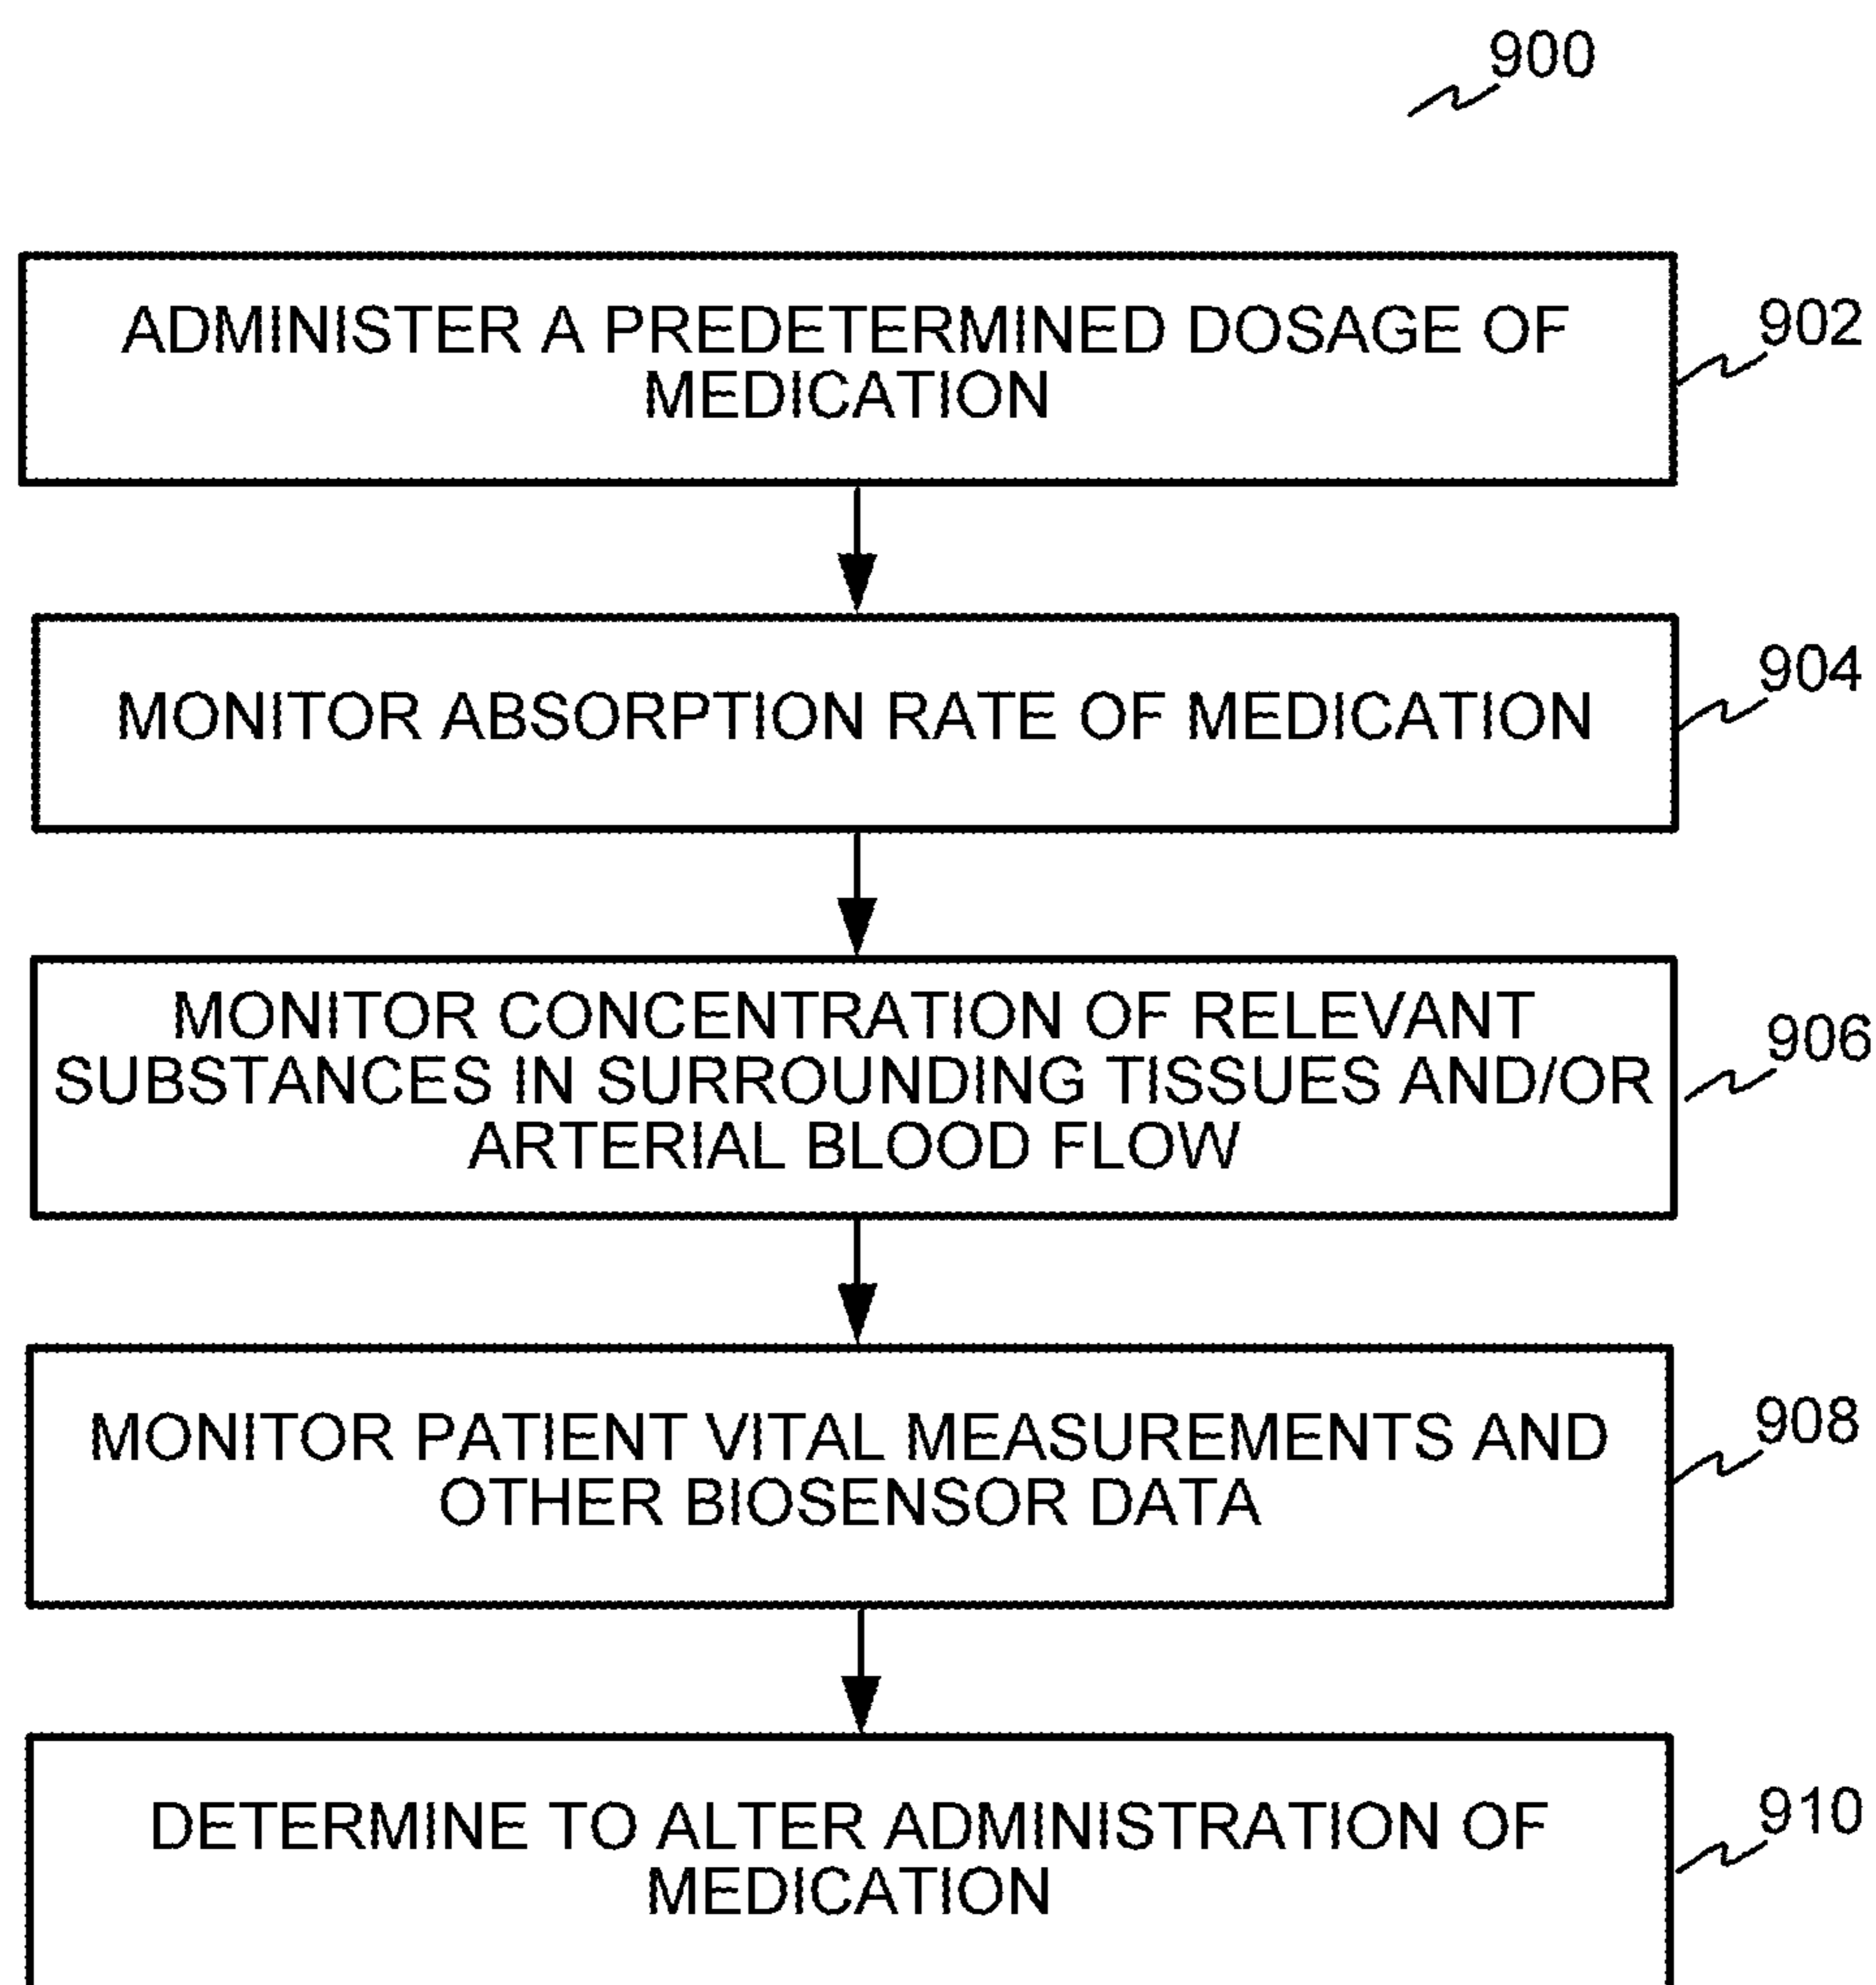 900
ADMINISTER A PREDETERMINED DOSAGE OF
MEDICATION
902
MONITOR ABSORPTION RATE OF MEDICATION
904
MONITOR CONCENTRATION OF RELEVANT
SUBSTANCES IN SURROUNDING TISSUES AND/OR
ARTERIAL BLOOD FLOW
906
MONITOR PATIENT VITAL MEASUREMENTS AND
OTHER BIOSENSOR DATA
908
DETERMINE TO ALTER ADMINISTRATION OF
MEDICATION
910